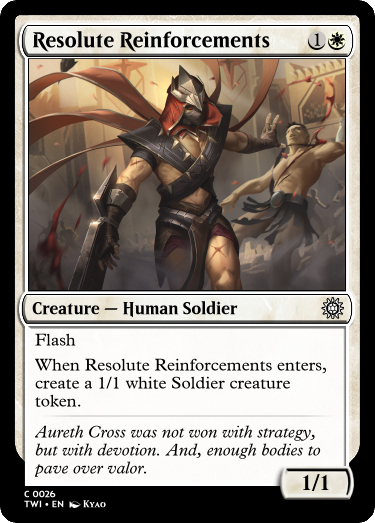 Resolute Reinforcements 1
Creature — Human Soldier
Flash
When Resolute Reinforcements enters,
create a 1/1 white Soldier creature
token.
Aureth Cross was not won with strategy,
but with devotion. And, enough bodies to
pave over valor.
1/1
C 0026
TWI • EN Kyao